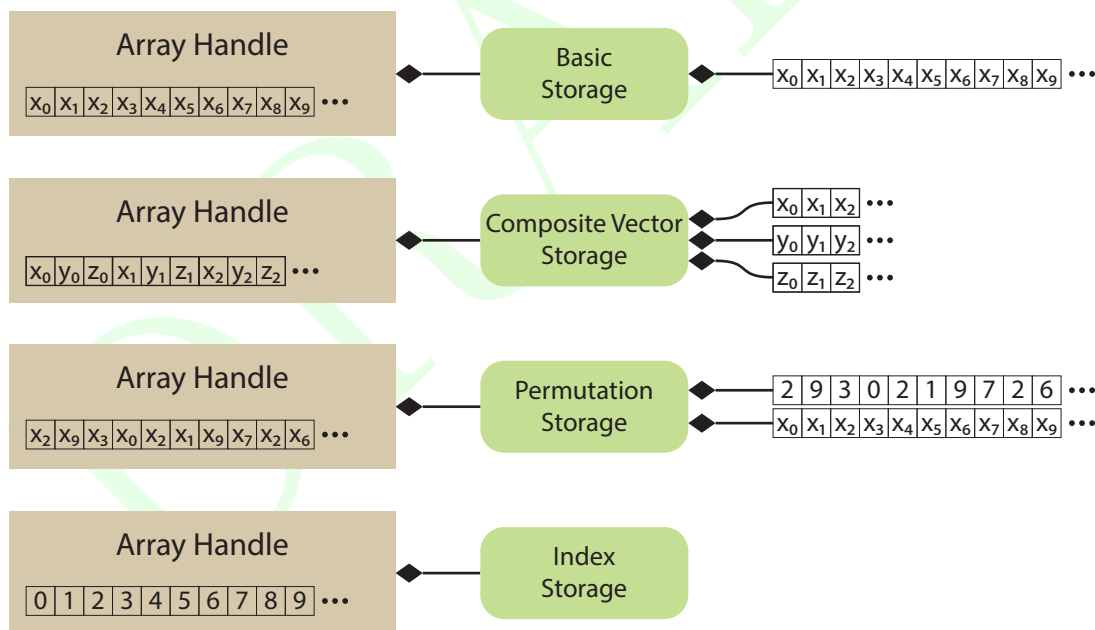 Array Handle
x₀ x₁ x₂ x₃ x₄ x₅ x₆ x₇ x₈ x₉ •••
Basic
Storage
x₀ x₁ x₂ x₃ x₄ x₅ x₆ x₇ x₈ x₉ •••
Array Handle
x₀ y₀ z₀ x₁ y₁ z₁ x₂ y₂ z₂ •••
Composite Vector
Storage
x₀ x₁ x₂ •••
y₀ y₁ y₂ •••
z₀ z₁ z₂ •••
Array Handle
x₂ x₉ x₃ x₀ x₂ x₁ x₉ x₇ x₂ x₆ •••
Permutation
Storage
2 9 3 0 2 1 9 7 2 6 •••
x₀ x₁ x₂ x₃ x₄ x₅ x₆ x₇ x₈ x₉ •••
Array Handle
0 1 2 3 4 5 6 7 8 9 •••
Index
Storage